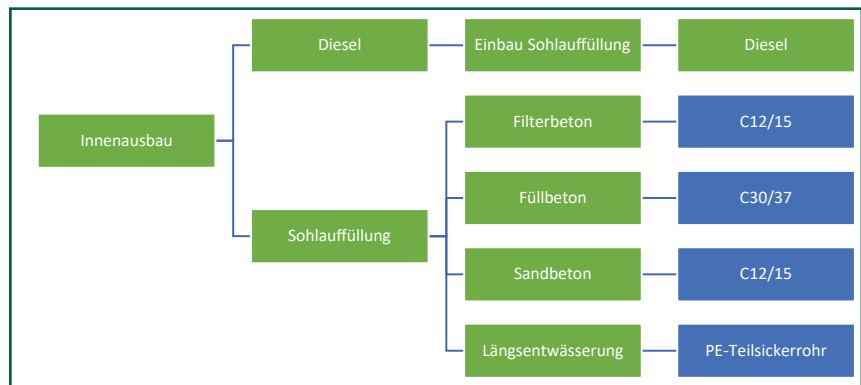 Diesel
Einbau Sohlauffüllung
Diesel
Innenausbau
Filterbeton
C12/15
Füllbeton
C30/37
Sohlauffüllung
Sandbeton
C12/15
Längsentwässerung
PE-Teilsickerrohr